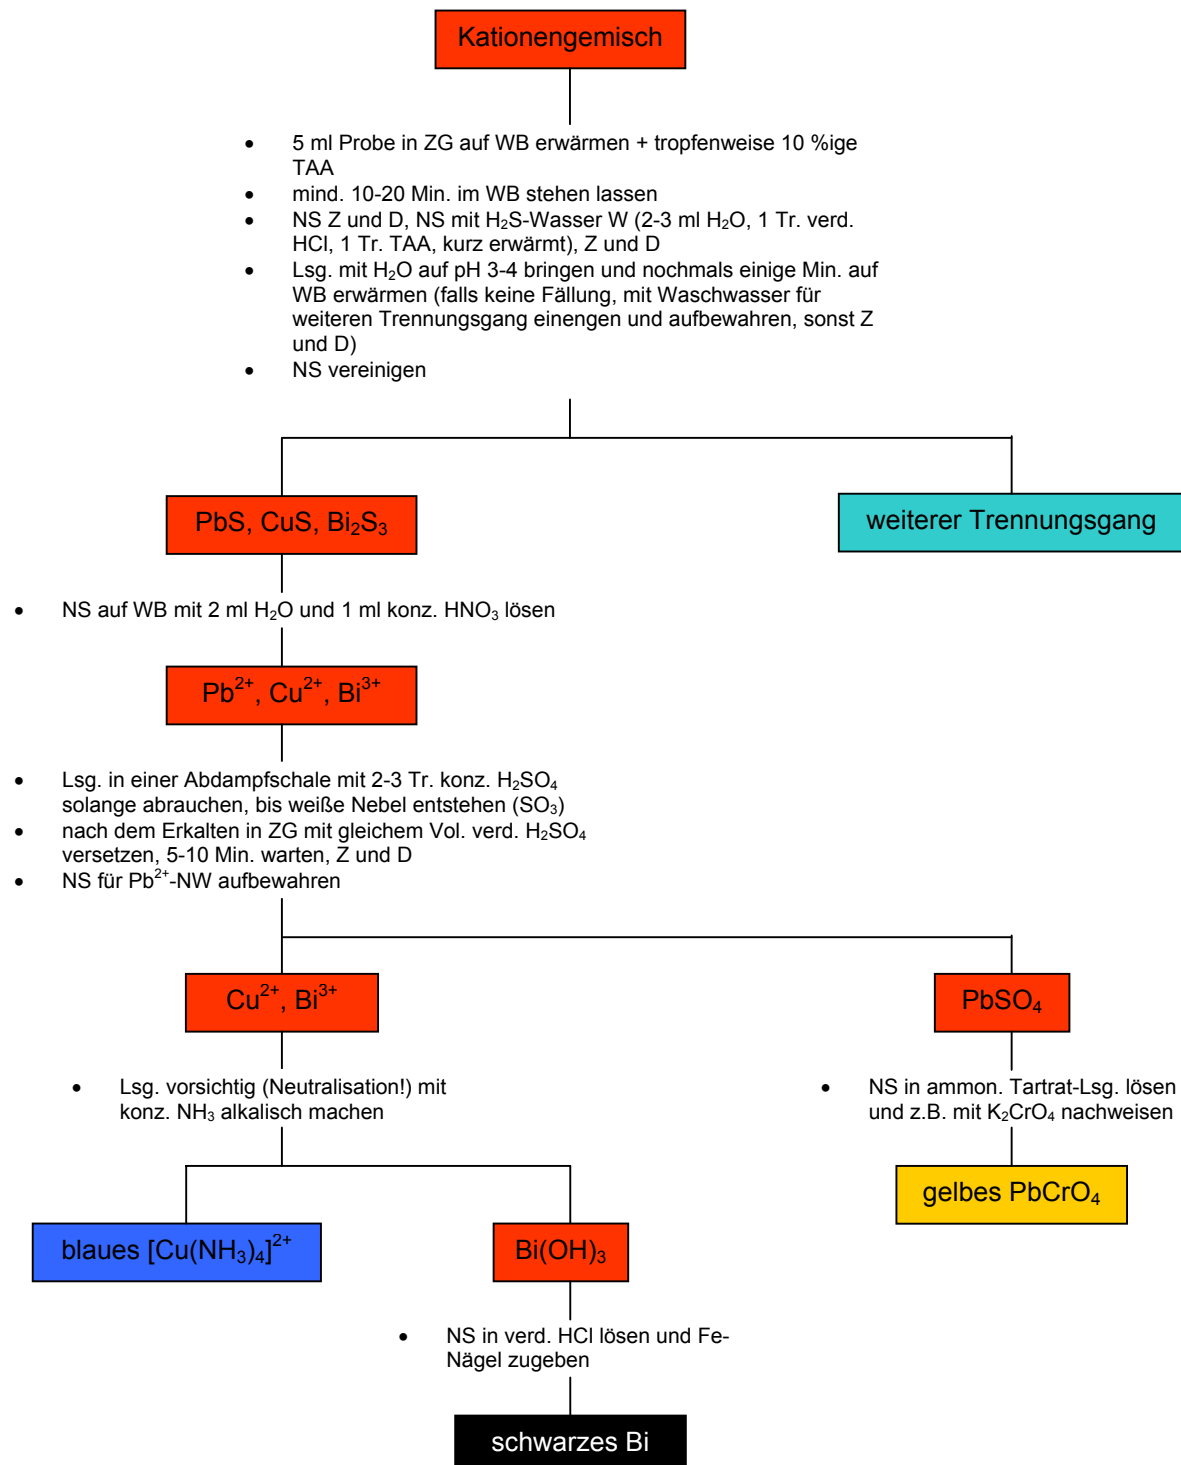 Kationengemisch
• 5 ml Probe in ZG auf WB erwärmen + tropfenweise 10 %ige
TAA
• mind. 10-20 Min. im WB stehen lassen
• NS Z und D, NS mit H₂S-Wasser W (2-3 ml H₂O, 1 Tr. verd.
HCl, 1 Tr. TAA, kurz erwärmt), Z und D
• Lsg. mit H₂O auf pH 3-4 bringen und nochmals einige Min. auf
WB erwärmen (falls keine Fällung, mit Waschwasser für
weiteren Trennungsgang einengen und aufbewahren, sonst Z
und D)
• NS vereinigen
PbS, CuS, Bi₂S₃
weiterer Trennungsgang
• NS auf WB mit 2 ml H₂O und 1 ml konz. HNO₃ lösen
Pb²⁺, Cu²⁺, Bi³⁺
• Lsg. in einer Abdampfschale mit 2-3 Tr. konz. H₂SO₄
solange abrauchen, bis weiße Nebel entstehen (SO₃)
• nach dem Erkalten in ZG mit gleichem Vol. verd. H₂SO₄
versetzen, 5-10 Min. warten, Z und D
• NS für Pb²⁺-NW aufbewahren
Cu²⁺, Bi³⁺
PbSO₄
• Lsg. vorsichtig (Neutralisation!) mit
konz. NH₃ alkalisch machen
• NS in ammon. Tartrat-Lsg. lösen
und z.B. mit K₂CrO₄ nachweisen
gelbes PbCrO₄
blaues [Cu(NH₃)₄]²⁺
Bi(OH)₃
• NS in verd. HCl lösen und Fe-
Nägel zugeben
schwarzes Bi